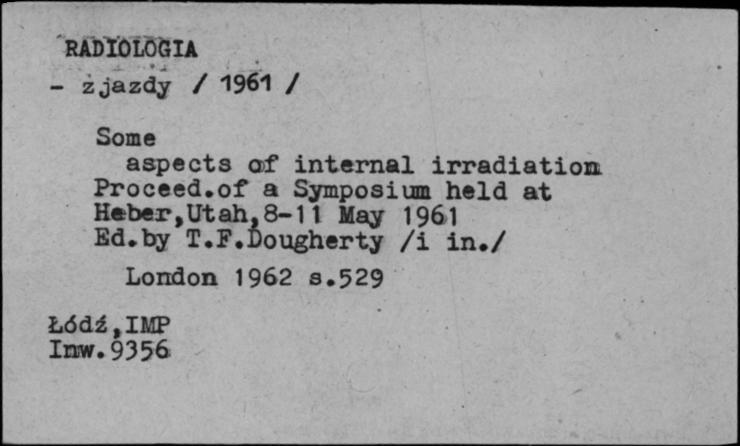 RADIOLOGIA
- zjazdy / 1961 /
Some
aspects of internal irradiation
Proceed.of a Symposium held at
Heber,Utah,8-11 May 1961
Ed.by T.F.Dougherty /i in./
London 1962 s.529
Łódź,IMP
Inw.9356